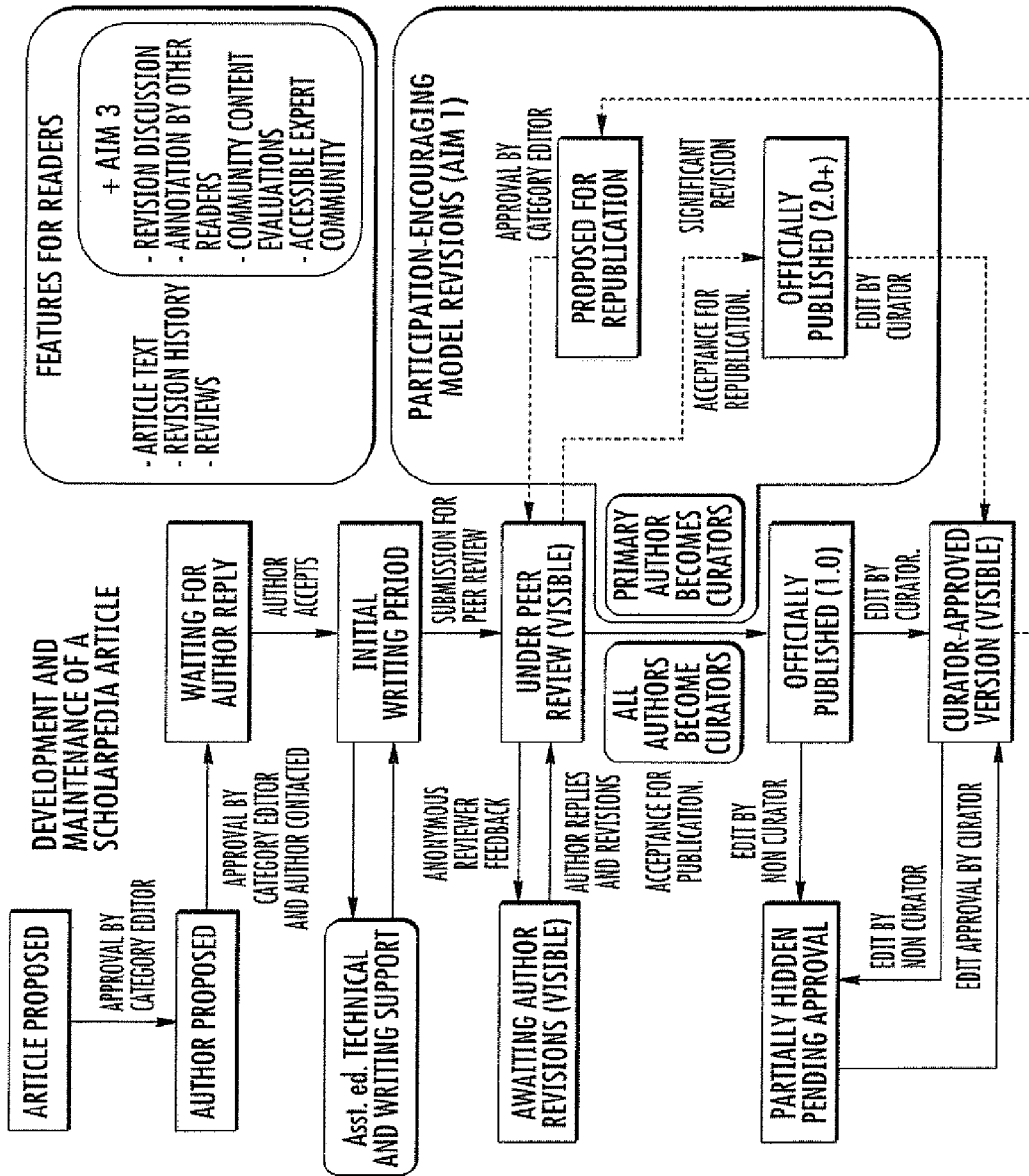 DEVELOPMENT AND
MAINTENANCE OF A
SCHOLARPEDIA ARTICLE
ARTICLE PROPOSED
APPROVAL BY
CATEGORY EDITOR
AUTHOR PROPOSED
APPROVAL BY
CATEGORY EDITOR
AND AUTHOR CONTACTED
WAITING FOR
AUTHOR REPLY
AUTHOR
ACCEPTS
INITIAL
WRITING PERIOD
Asst. ed. TECHNICAL
AND WRITING SUPPORT
SUBMISSION FOR
PEER REVIEW
UNDER PEER
REVIEW (VISIBLE)
ANONYMOUS
REVIEWER
FEEDBACK
AUTHOR REPLIES
AND REVISIONS
AWAITING AUTHOR
REVISIONS (VISIBLE)
ACCEPTANCE FOR
PUBLICATION.
ALL
AUTHORS
BECOME
CURATORS
PRIMARY
AUTHOR
BECOMES
CURATORS
OFFICIALLY
PUBLISHED (1.0)
EDIT BY
NON CURATOR
EDIT BY
CURATOR.
PARTIALLY HIDDEN
PENDING APPROVAL
EDIT BY
NON CURATOR
EDIT APPROVAL BY CURATOR
CURATOR-APPROVED
VERSION (VISIBLE)
FEATURES FOR READERS
- ARTICLE TEXT
- REVISION HISTORY
- REVIEWS
+ AIM 3
- REVISION DISCUSSION
- ANNOTATION BY OTHER
READERS
- COMMUNITY CONTENT
EVALUATIONS
- ACCESSIBLE EXPERT
COMMUNITY
PARTICIPATION-ENCOURAGING
MODEL REVISIONS (AIM 1)
APPROVAL BY
CATEGORY EDITOR
PROPOSED FOR
REPUBLICATION
ACCEPTANCE FOR
REPUBLICATION.
SIGNIFICANT
REVISION
OFFICIALLY
PUBLISHED (2.0+)
EDIT BY
CURATOR